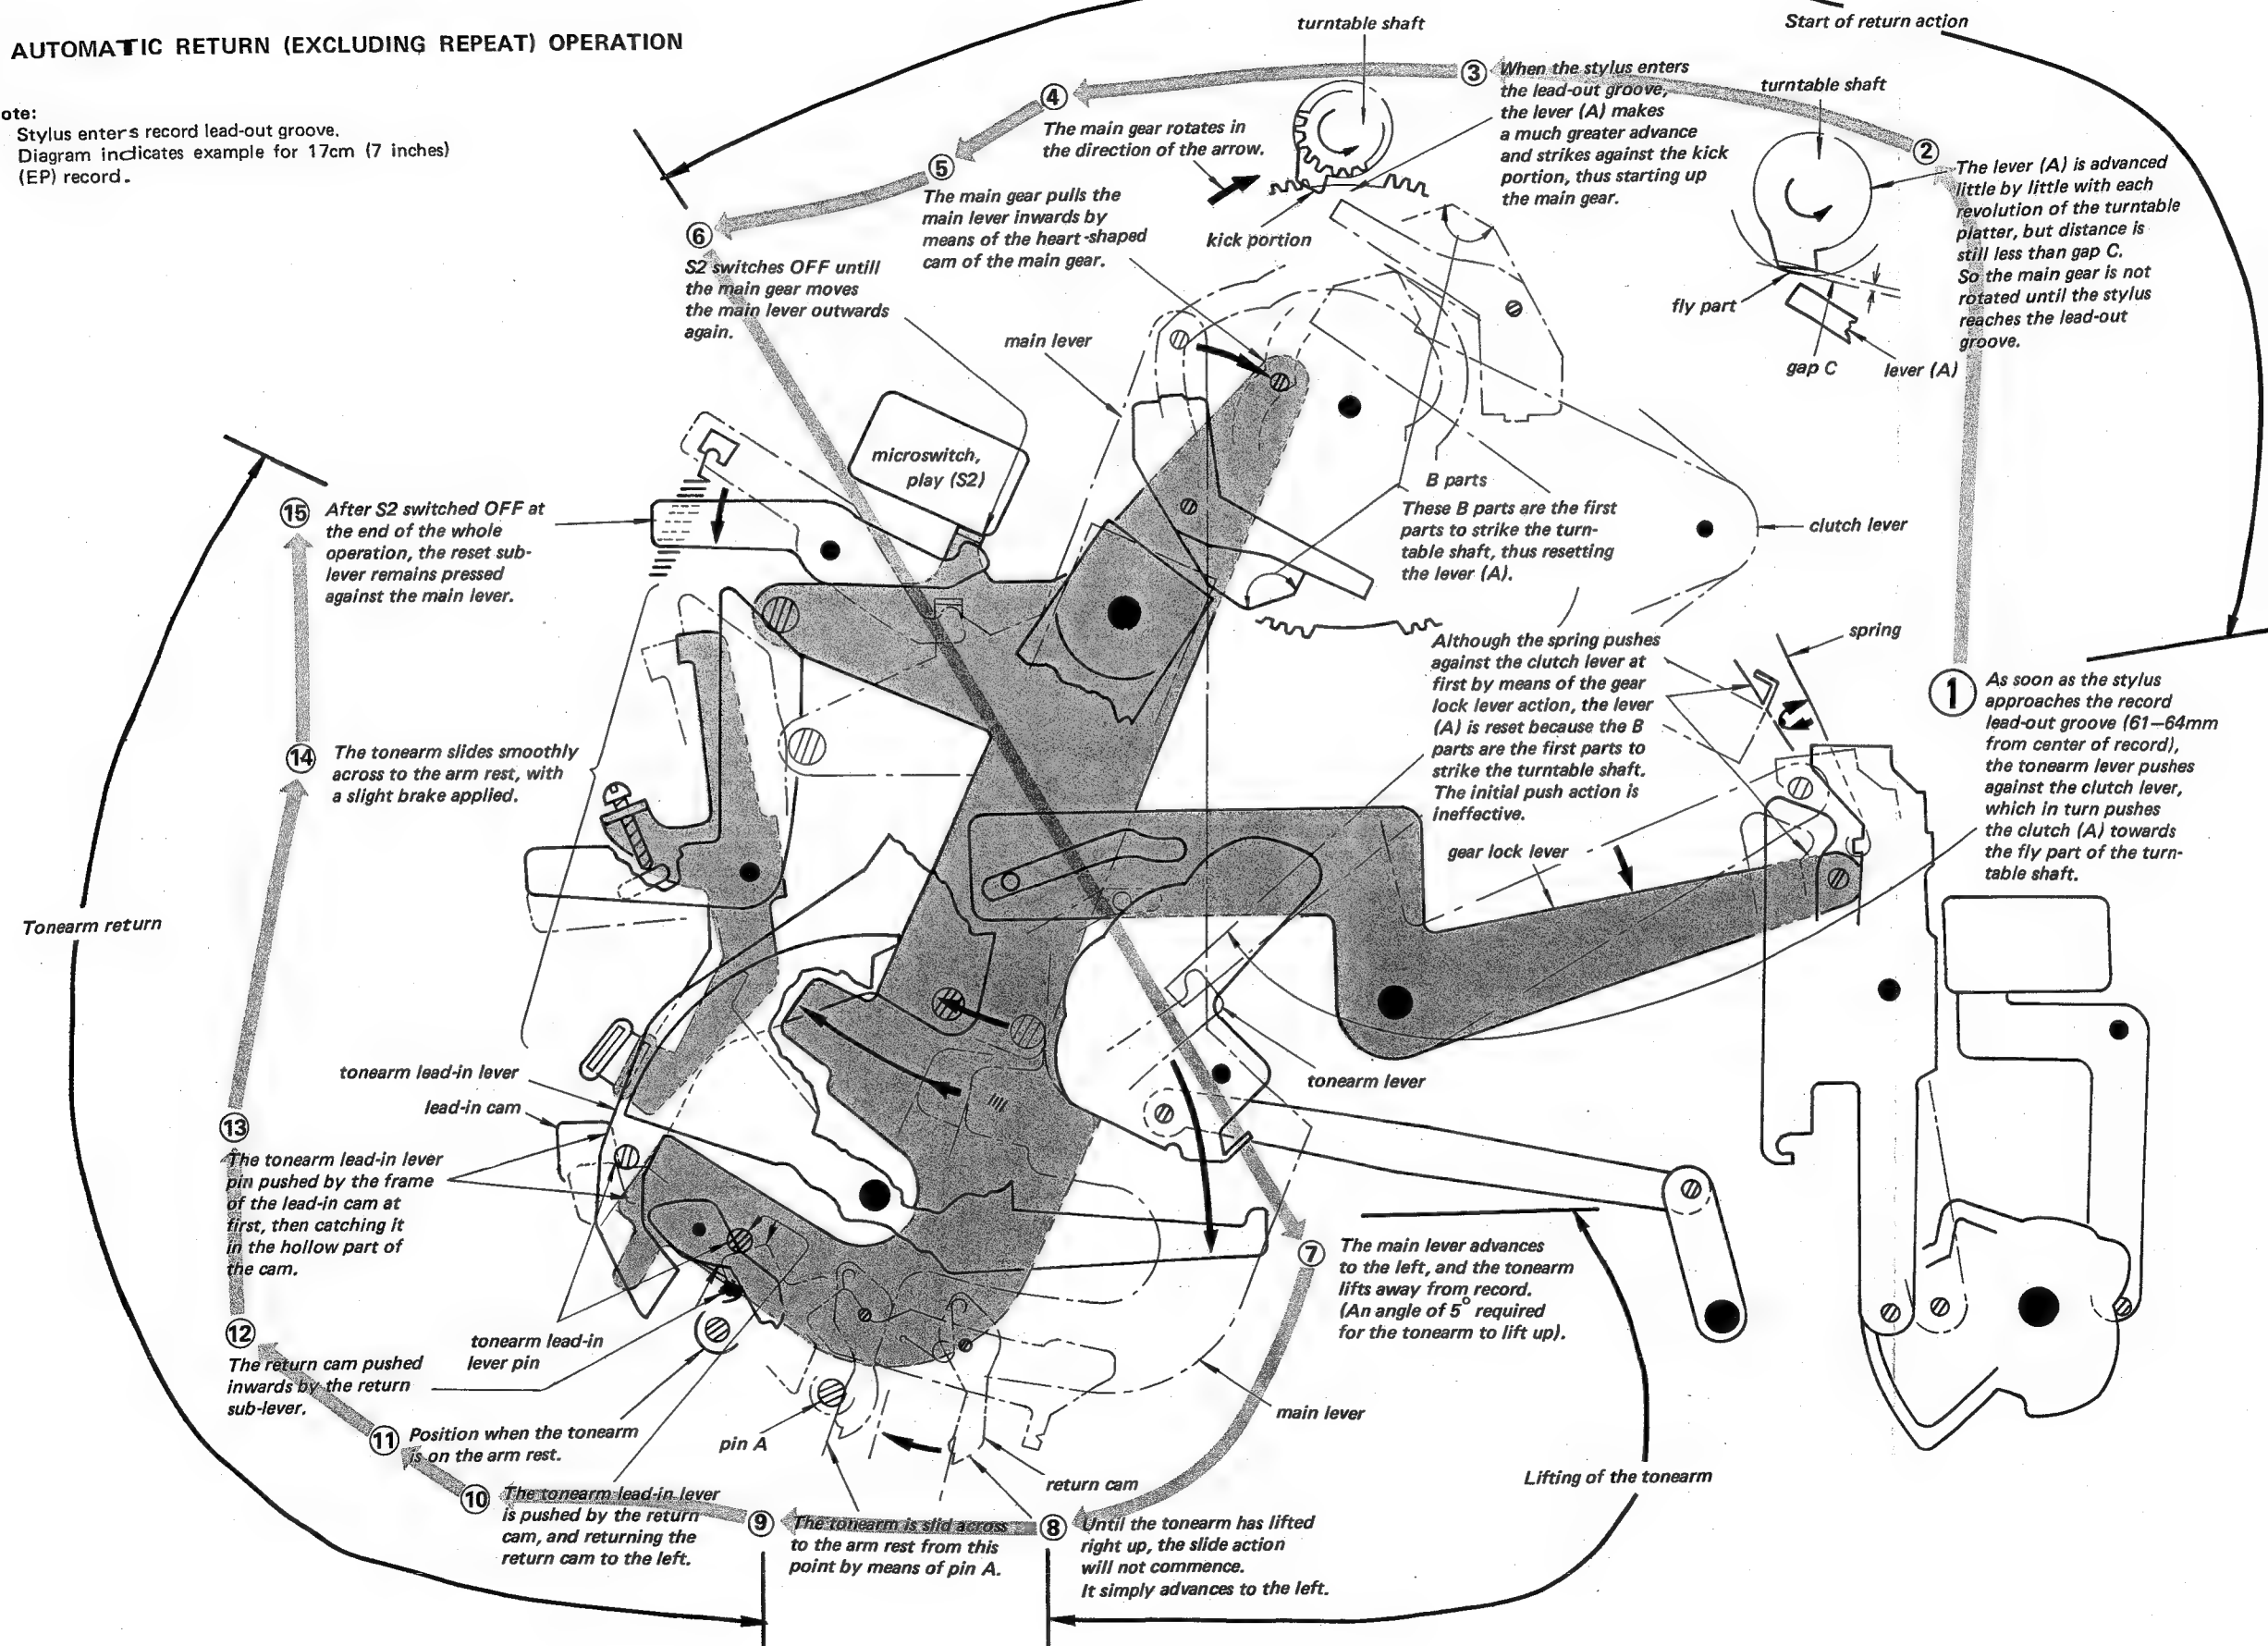 AUTOMATIC RETURN (EXCLUDING REPEAT) OPERATION
ote:
Stylus enters record lead-out groove.
Diagram indicates example for 17cm (7 inches)
(EP) record.
Start of return action
1
As soon as the stylus
approaches the record
lead-out groove (61—64mm
from center of record),
the tonearm lever pushes
against the clutch lever,
which in turn pushes
the clutch (A) towards
the fly part of the turn-
table shaft.
2
The lever (A) is advanced
little by little with each
revolution of the turntable
platter, but distance is
still less than gap C.
So the main gear is not
rotated until the stylus
reaches the lead-out
groove.
turntable shaft
fly part
gap C
lever (A)
3
When the stylus enters
the lead-out groove,
the lever (A) makes
a much greater advance
and strikes against the kick
portion, thus starting up
the main gear.
turntable shaft
kick portion
4
The main gear rotates in
the direction of the arrow.
5
The main gear pulls the
main lever inwards by
means of the heart-shaped
cam of the main gear.
6
S2 switches OFF untill
the main gear moves
the main lever outwards
again.
main lever
microswitch,
play (S2)
B parts
These B parts are the first
parts to strike the turn-
table shaft, thus resetting
the lever (A).
clutch lever
spring
Although the spring pushes
against the clutch lever at
first by means of the gear
lock lever action, the lever
(A) is reset because the B
parts are the first parts to
strike the turntable shaft.
The initial push action is
ineffective.
gear lock lever
tonearm lever
7
The main lever advances
to the left, and the tonearm
lifts away from record.
(An angle of 5° required
for the tonearm to lift up).
main lever
Lifting of the tonearm
8
Until the tonearm has lifted
right up, the slide action
will not commence.
It simply advances to the left.
return cam
pin A
9
The tonearm is slid across
to the arm rest from this
point by means of pin A.
10
The tonearm lead-in lever
is pushed by the return
cam, and returning the
return cam to the left.
11
Position when the tonearm
is on the arm rest.
12
The return cam pushed
inwards by the return
sub-lever.
tonearm lead-in
lever pin
13
The tonearm lead-in lever
pin pushed by the frame
of the lead-in cam at
first, then catching it
in the hollow part of
the cam.
tonearm lead-in lever
lead-in cam
14
The tonearm slides smoothly
across to the arm rest, with
a slight brake applied.
15
After S2 switched OFF at
the end of the whole
operation, the reset sub-
lever remains pressed
against the main lever.
Tonearm return